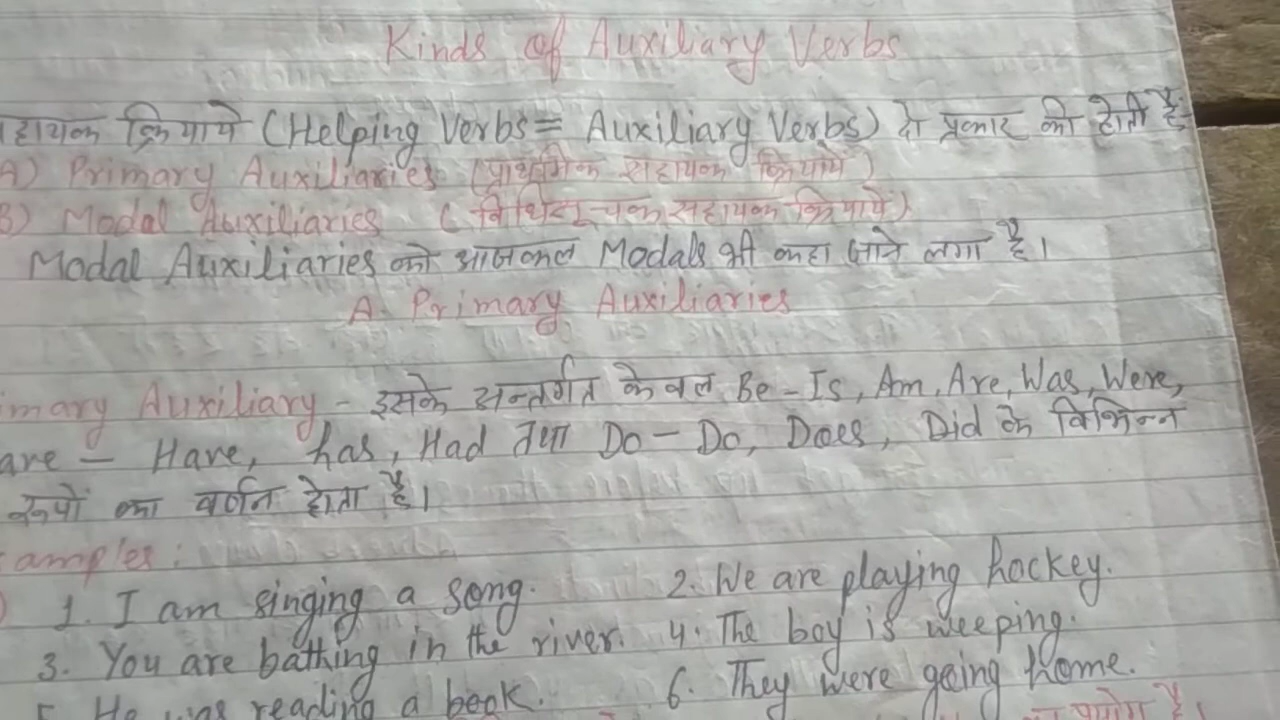 Kinds of Auxiliary Verbs
हायक क्रियाये (Helping Verbs = Auxiliary Verbs) दो प्रकार की होती है
A) Primary Auxiliaries (प्राथमिक सहायक क्रियाये)
B) Modal Auxiliaries ( सहायक क्रियाये)
Modal Auxiliaries को आजकल Modals भी कहा जाने लगा है।
A. Primary Auxiliaries
imary Auxiliary - इसके अन्तर्गत केवल Be - Is, Am, Are, Was, Were,
are - Have, has, Had तथा Do - Do, Does, Did के विभिन्न
रूपों का वर्णन होता है।
amples :
1. I am singing a song. 2. We are playing hockey.
3. You are bathing in the river. 4. The boy is weeping.
5. He was reading a book. 6. They were going home.
है।